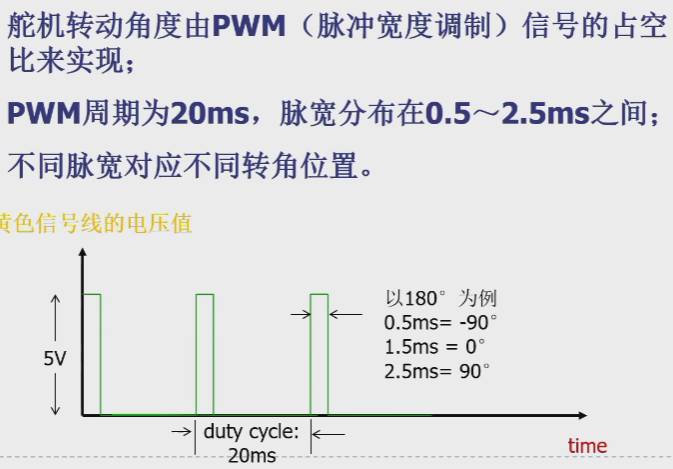 舵机转动角度由PWM（脉冲宽度调制）信号的占空
比来实现；
PWM周期为20ms，脉宽分布在0.5～2.5ms之间；
不同脉宽对应不同转角位置。
黄色信号线的电压值
以180°为例
0.5ms= -90°
1.5ms = 0°
2.5ms= 90°
5V
duty cycle:
20ms
time